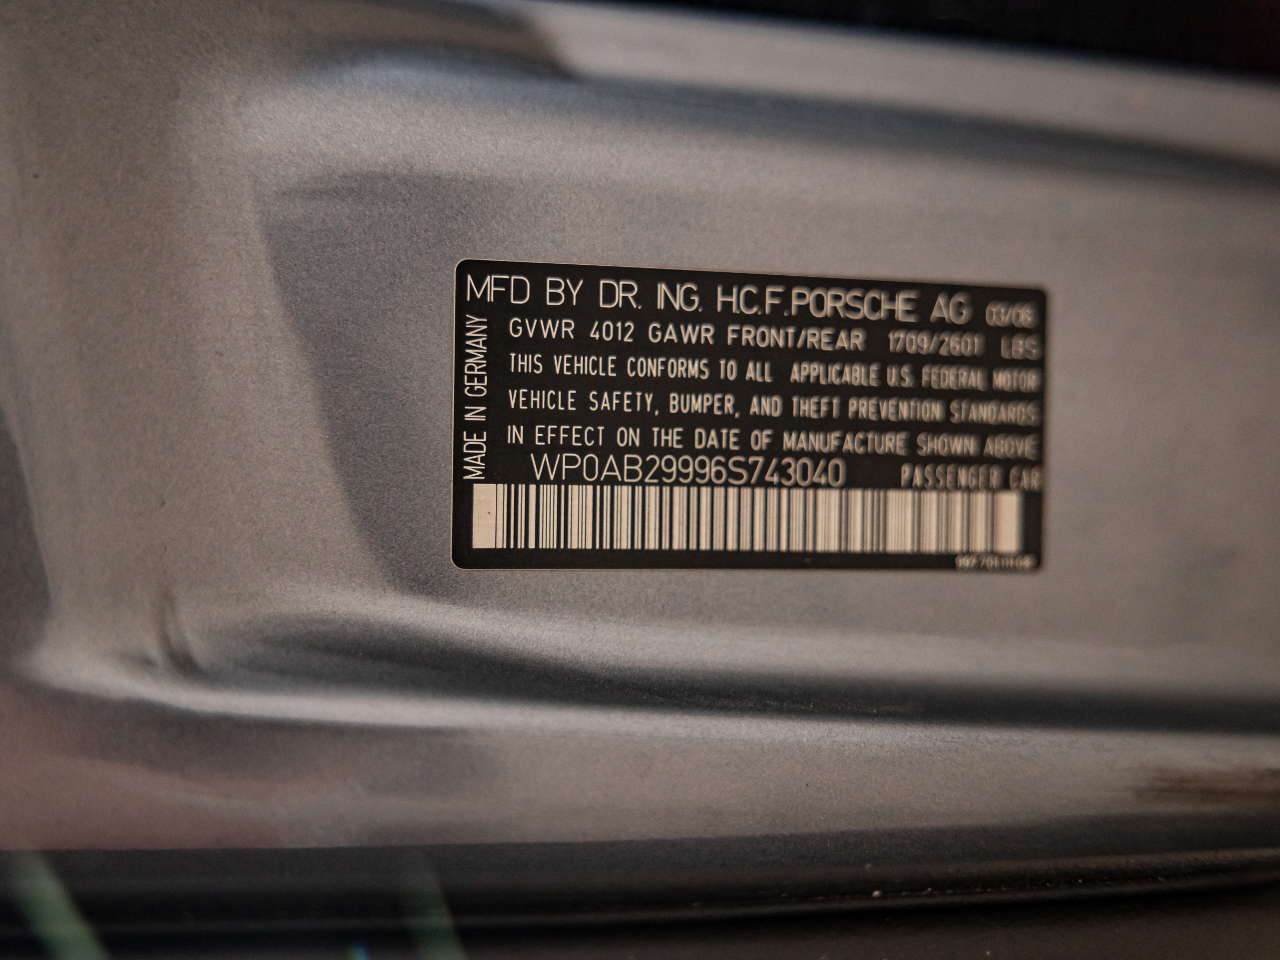 MFD BY DR. ING. H.C.F. PORSCHE AG 03/06
GVWR 4012 GAWR FRONT/REAR 1709/2601 LBS
THIS VEHICLE CONFORMS TO ALL APPLICABLE U.S. FEDERAL MOTOR
VEHICLE SAFETY, BUMPER, AND THEFT PREVENTION STANDARDS
IN EFFECT ON THE DATE OF MANUFACTURE SHOWN ABOVE
WP0AB29996S743040 PASSENGER CAR
MADE IN GERMANY